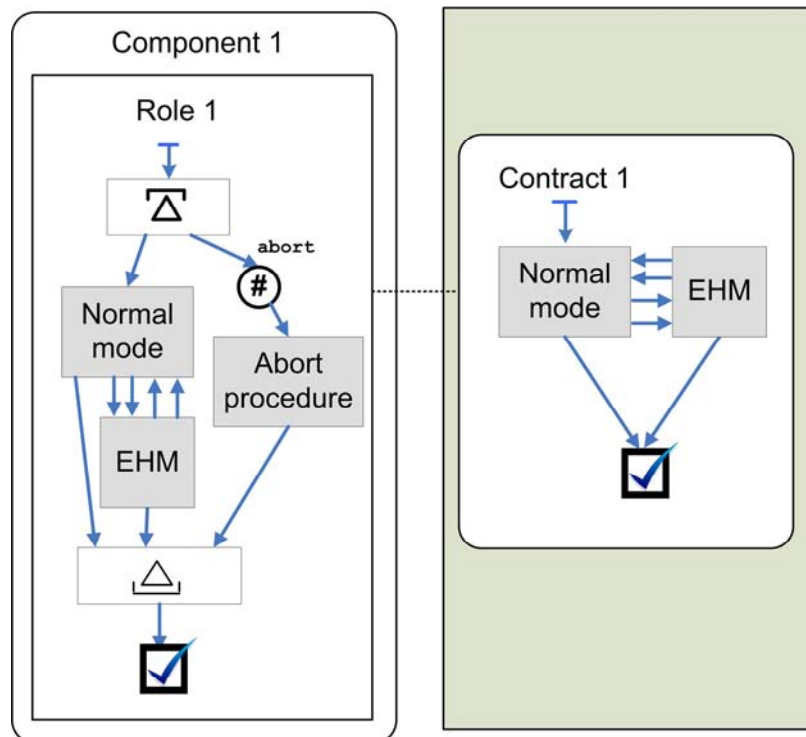 Component 1
Role 1
abort
#
Normal
mode
Abort
procedure
EHM
Contract 1
Normal
mode
EHM